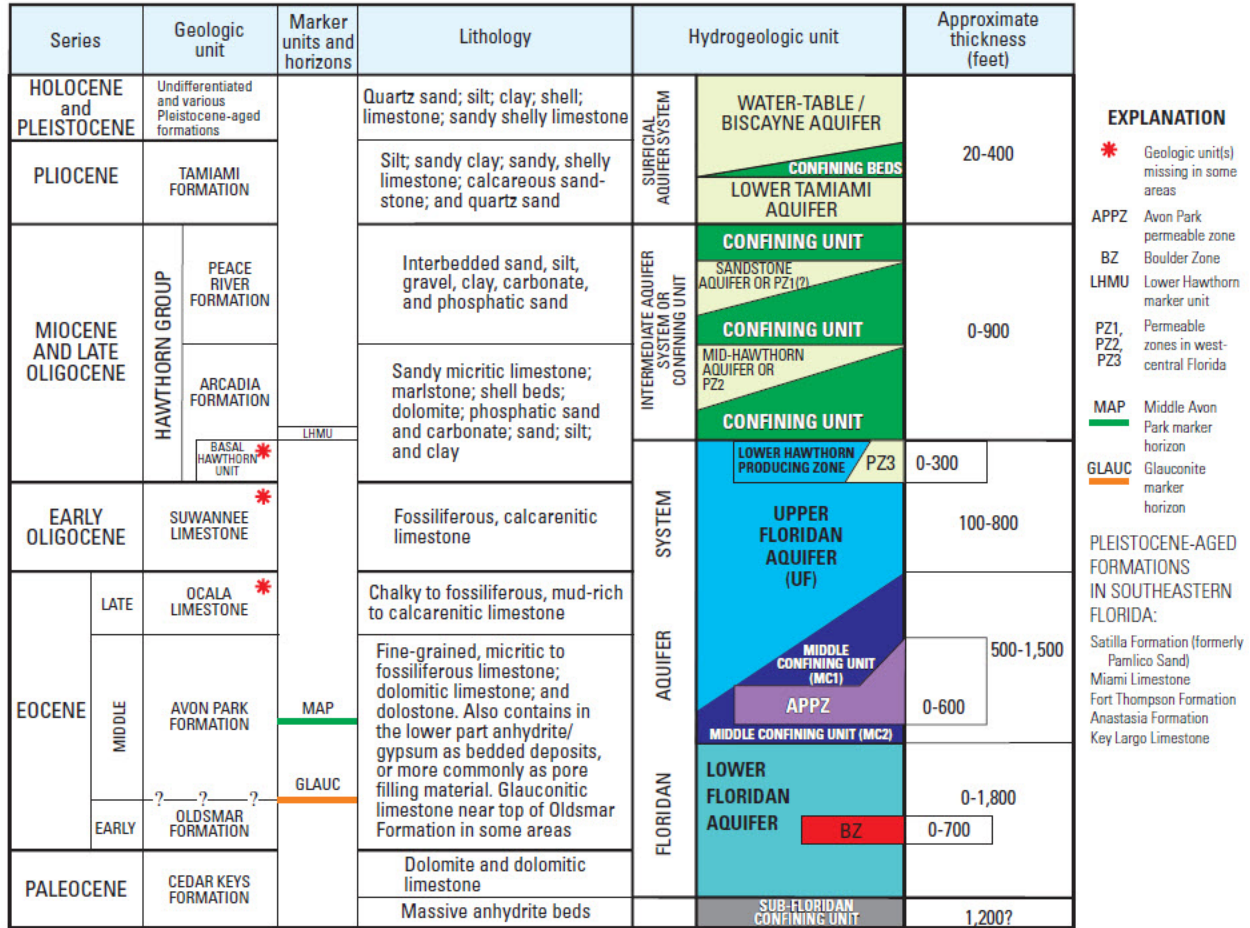 Series
Geologic
unit
Marker
units and
horizons
Lithology
Hydrogeologic unit
Approximate
thickness
(feet)
HOLOCENE
and
PLEISTOCENE
Undifferentiated
and various
Pleistocene-aged
formations
Quartz sand; silt; clay; shell;
limestone; sandy shelly limestone
SURFICIAL
AQUIFER SYSTEM
WATER-TABLE /
BISCAYNE AQUIFER
CONFINING BEDS
LOWER TAMIAMI
AQUIFER
20-400
PLIOCENE
TAMIAMI
FORMATION
Silt; sandy clay; sandy, shelly
limestone; calcareous sand-
stone; and quartz sand
MIOCENE
AND LATE
OLIGOCENE
HAWTHORN GROUP
PEACE
RIVER
FORMATION
Interbedded sand, silt,
gravel, clay, carbonate,
and phosphatic sand
INTERMEDIATE AQUIFER
SYSTEM OR
CONFINING UNIT
CONFINING UNIT
SANDSTONE
AQUIFER OR PZ1(?)
CONFINING UNIT
MID-HAWTHORN
AQUIFER OR
PZ2
CONFINING UNIT
0-900
ARCADIA
FORMATION
LHMU
Sandy micritic limestone;
marlstone; shell beds;
dolomite; phosphatic sand
and carbonate; sand; silt;
and clay
BASAL
HAWTHORN *
UNIT
FLORIDAN AQUIFER SYSTEM
LOWER HAWTHORN
PRODUCING ZONE
PZ3
0-300
EARLY
OLIGOCENE
*
SUWANNEE
LIMESTONE
Fossiliferous, calcarenitic
limestone
UPPER
FLORIDAN
AQUIFER
(UF)
100-800
EOCENE
LATE
OCALA *
LIMESTONE
Chalky to fossiliferous, mud-rich
to calcarenitic limestone
MIDDLE
AVON PARK
FORMATION
MAP
GLAUC
Fine-grained, micritic to
fossiliferous limestone;
dolomitic limestone; and
dolostone. Also contains in
the lower part anhydrite/
gypsum as bedded deposits,
or more commonly as pore
filling material. Glauconitic
limestone near top of Oldsmar
Formation in some areas
MIDDLE
CONFINING UNIT
(MC1)
500-1,500
APPZ
0-600
MIDDLE CONFINING UNIT (MC2)
? ? ?
EARLY
OLDSMAR
FORMATION
LOWER
FLORIDAN
AQUIFER
0-1,800
BZ
0-700
PALEOCENE
CEDAR KEYS
FORMATION
Dolomite and dolomitic
limestone
Massive anhydrite beds
SUB-FLORIDAN
CONFINING UNIT
1,200?
EXPLANATION
* Geologic unit(s)
missing in some
areas
APPZ Avon Park
permeable zone
BZ Boulder Zone
LHMU Lower Hawthorn
marker unit
PZ1, Permeable
PZ2, zones in west-
PZ3 central Florida
MAP Middle Avon
Park marker
horizon
GLAUC Glauconite
marker
horizon
PLEISTOCENE-AGED
FORMATIONS
IN SOUTHEASTERN
FLORIDA:
Satilla Formation (formerly
Pamlico Sand)
Miami Limestone
Fort Thompson Formation
Anastasia Formation
Key Largo Limestone